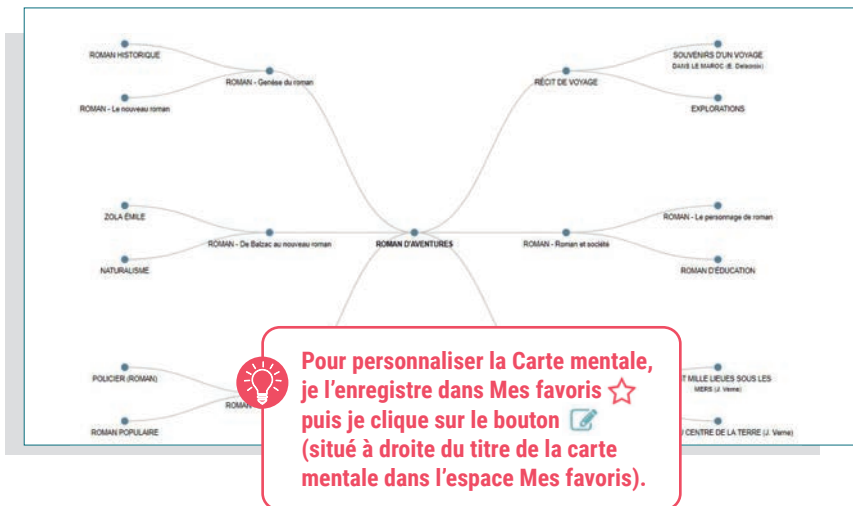 ROMAN HISTORIQUE
ROMAN - Genèse du roman
ROMAN - Le nouveau roman
SOUVENIRS D'UN VOYAGE
DANS LE MAROC (E. Delacroix)
RÉCIT DE VOYAGE
EXPLORATIONS
ZOLA ÉMILE
ROMAN - De Balzac au nouveau roman
NATURALISME
ROMAN D'AVENTURES
ROMAN - Le personnage de roman
ROMAN - Roman et société
ROMAN D'ÉDUCATION
POLICIER (ROMAN)
ROMAN
ROMAN POPULAIRE
MILLE LIEUES SOUS LES
MERS (J. Verne)
CENTRE DE LA TERRE (J. Verne)
Pour personnaliser la Carte mentale,
je l'enregistre dans Mes favoris
puis je clique sur le bouton
(situé à droite du titre de la carte
mentale dans l'espace Mes favoris).